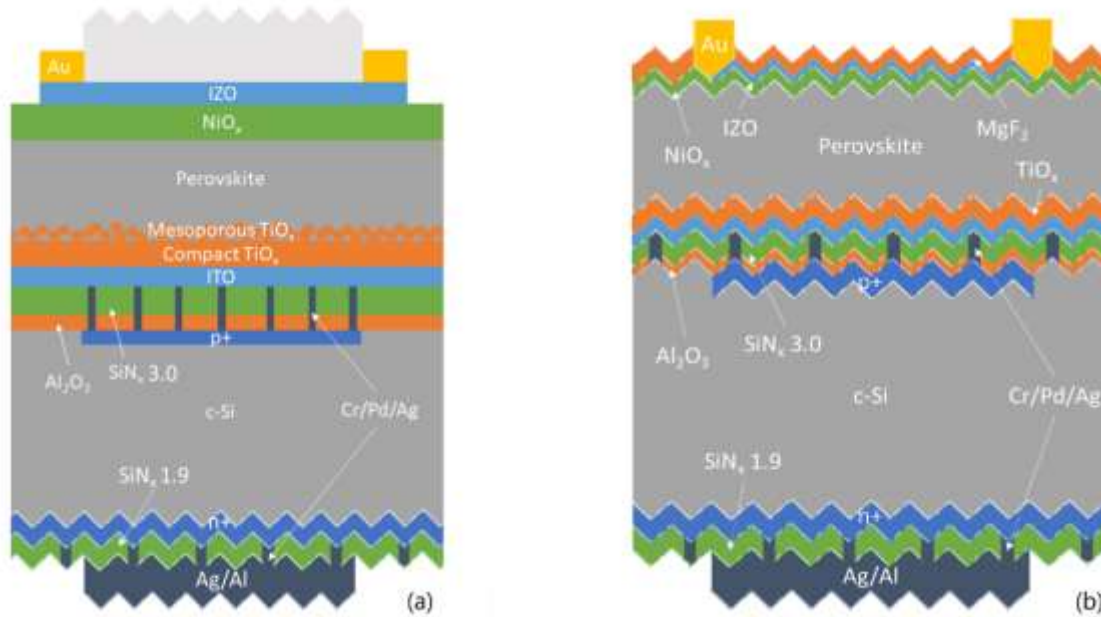 Au
IZO
NiOₓ
Perovskite
Mesoporous TiOₓ
Compact TiOₓ
ITO
p+
Al₂O₃
SiNₓ 3.0
Cr/Pd/Ag
c-Si
SiNₓ 1.9
n+
Ag/Al
(a)
Au
IZO
MgF₂
NiOₓ
Perovskite
TiOₓ
p+
Al₂O₃
SiNₓ 3.0
c-Si
Cr/Pd/Ag
SiNₓ 1.9
n+
Ag/Al
(b)